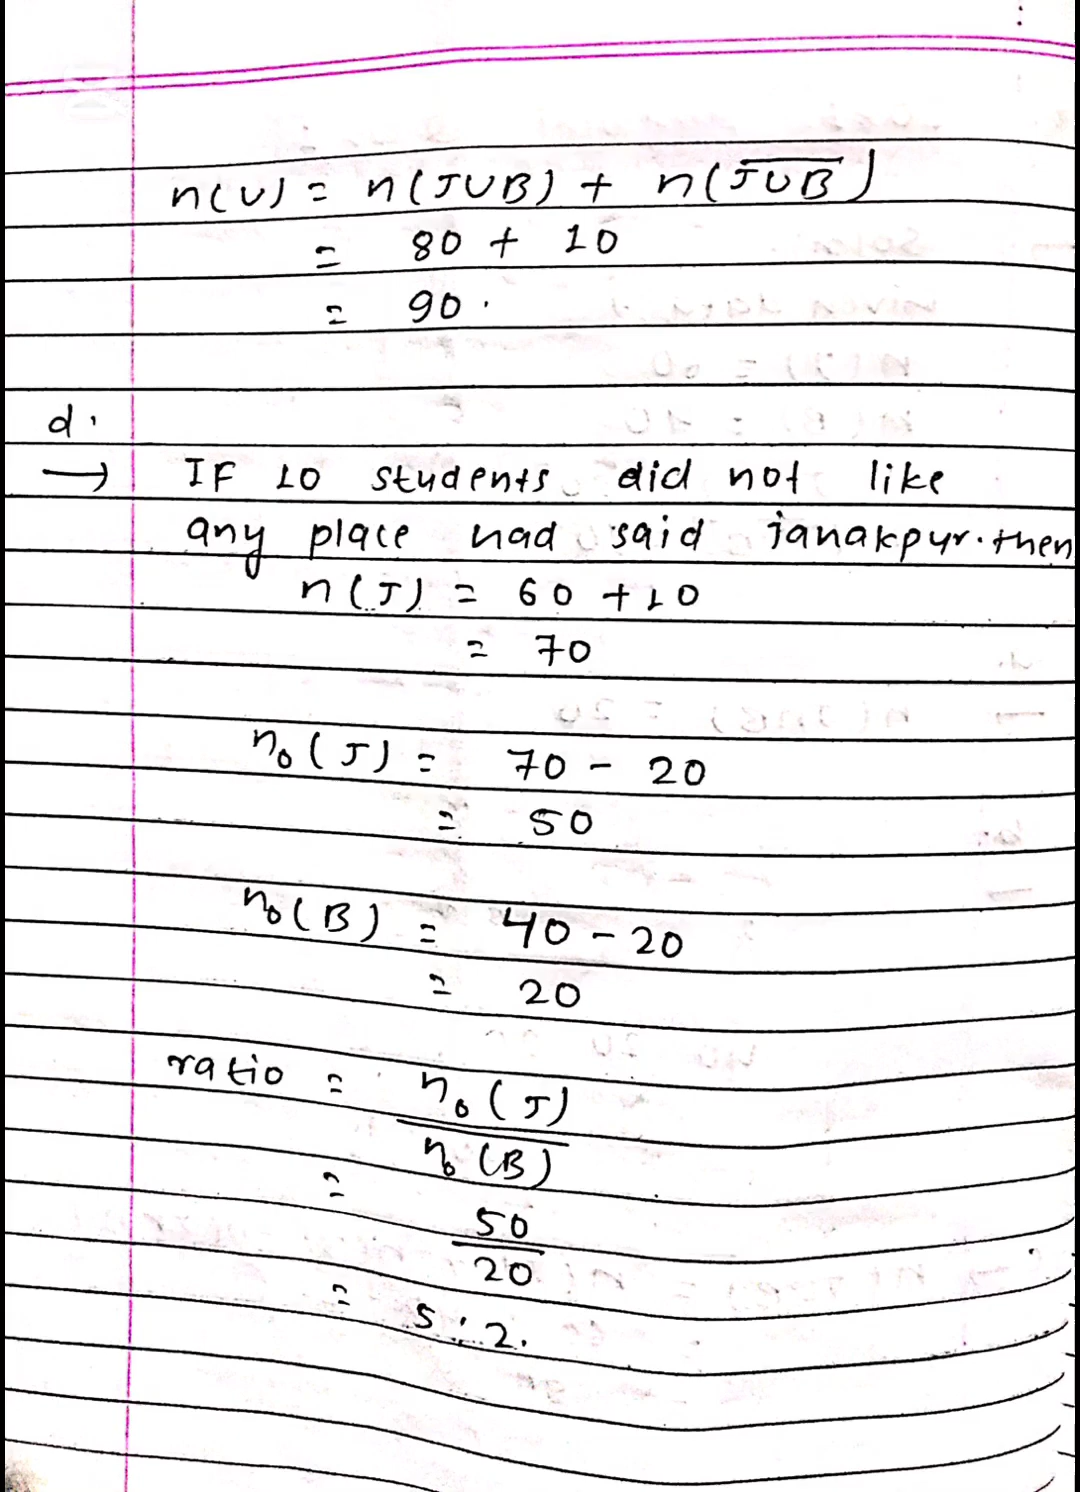 n(U) = n(JUB) + n(J̅U̅B̅)
= 80 + 10
= 90.
d.
→ IF 10 students did not like
any place had said janakpur. then
n(J) = 60 + 10
= 70
n₀(J) = 70 - 20
= 50
n₀(B) = 40 - 20
= 20
ratio = n₀(J)
n₀(B)
= 50
20
= 5:2.